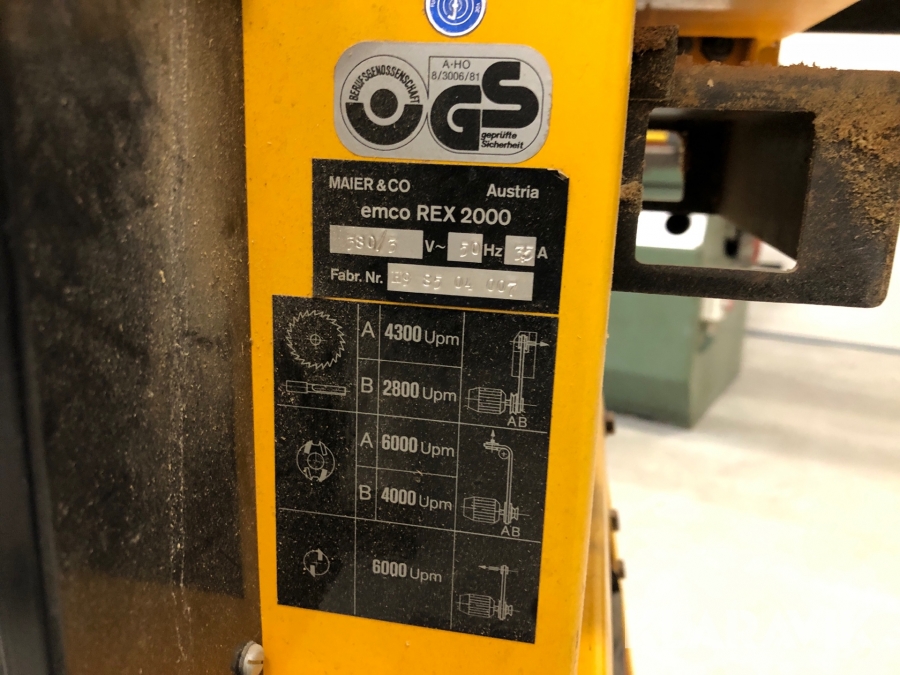 BERUFSGENOSSENSCHAFT
A-HO
8/3006/81
GS
geprüfte
Sicherheit
MAIER & CO Austria
emco REX 2000
V~ 50 Hz A
Fabr. Nr.
A 4300 Upm
B 2800 Upm
AB
A 6000 Upm
B 4000 Upm
AB
6000 Upm